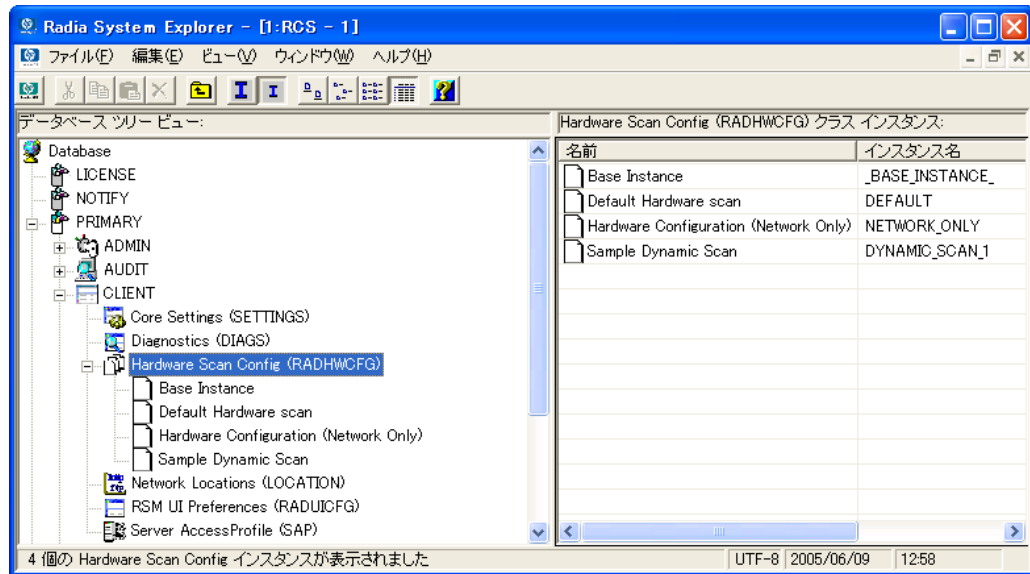 Radia System Explorer - [1:RCS - 1]
ファイル(F) 編集(E) ビュー(V) ウィンドウ(W) ヘルプ(H)
データベース ツリー ビュー:
Database
LICENSE
NOTIFY
PRIMARY
ADMIN
AUDIT
CLIENT
Core Settings (SETTINGS)
Diagnostics (DIAGS)
Hardware Scan Config (RADHWCFG)
Base Instance
Default Hardware scan
Hardware Configuration (Network Only)
Sample Dynamic Scan
Network Locations (LOCATION)
RSM UI Preferences (RADUICFG)
Server AccessProfile (SAP)
Hardware Scan Config (RADHWCFG) クラス インスタンス:
名前 インスタンス名
Base Instance _BASE_INSTANCE_
Default Hardware scan DEFAULT
Hardware Configuration (Network Only) NETWORK_ONLY
Sample Dynamic Scan DYNAMIC_SCAN_1
4 個の Hardware Scan Config インスタンスが表示されました UTF-8 2005/06/09 12:58